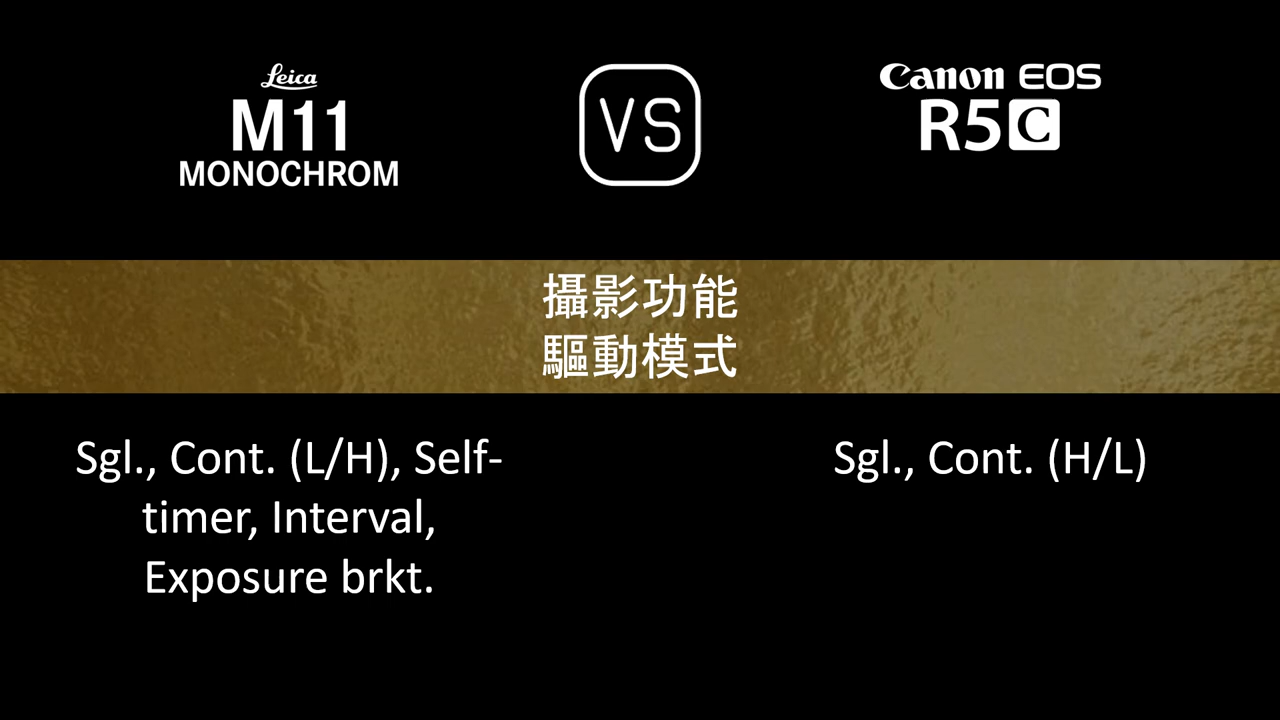 Leica
M11
MONOCHROM
VS
Canon EOS
R5 C
攝影功能
驅動模式
Sgl., Cont. (L/H), Self-
timer, Interval,
Exposure brkt.
Sgl., Cont. (H/L)